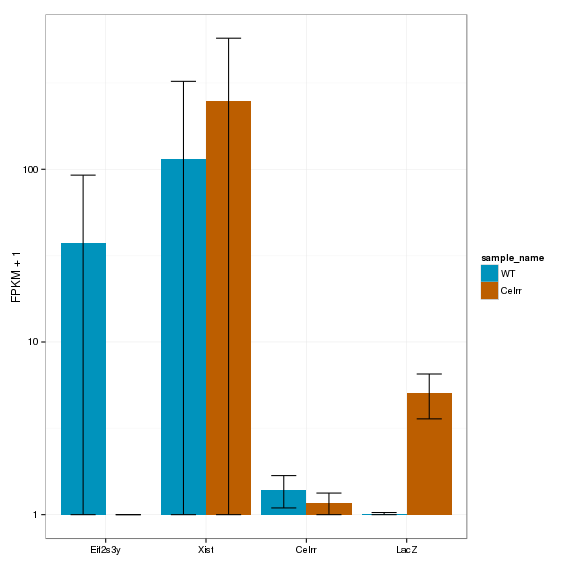 100
10
1
FPKM + 1
Eif2s3y Xist Celrr LacZ
sample_name
WT
Celrr